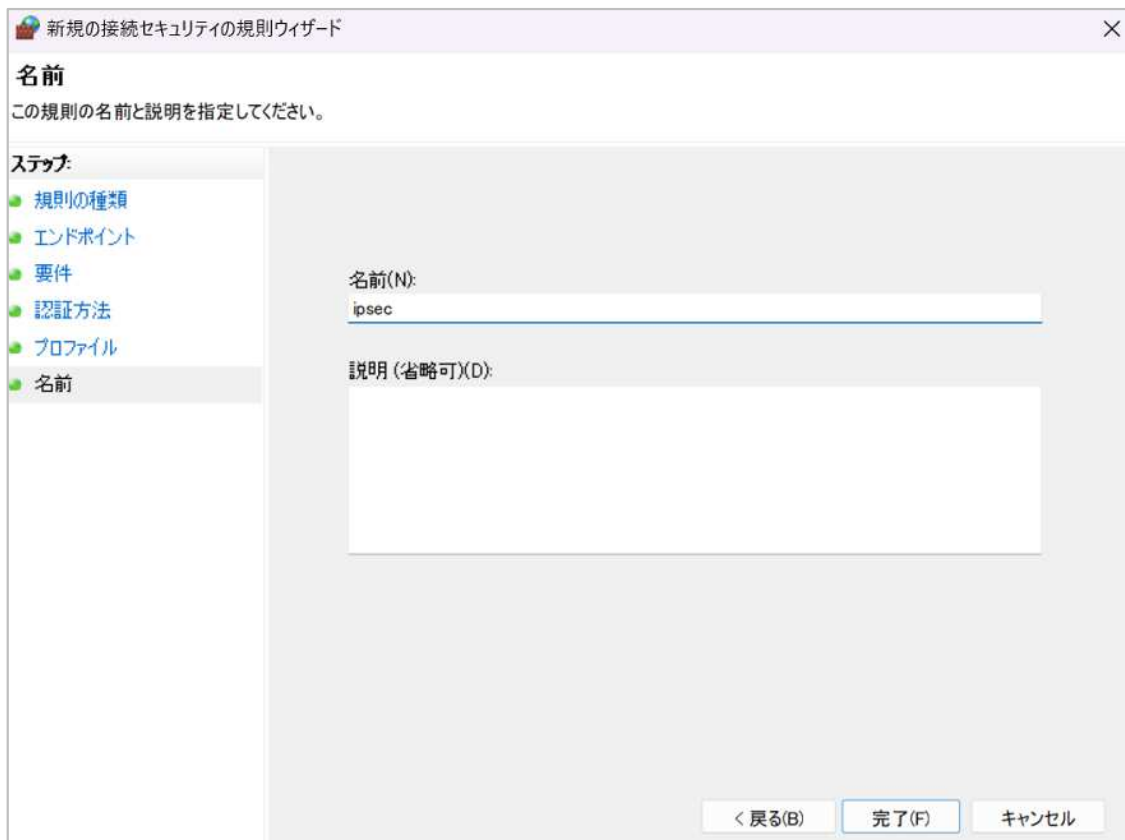 新規の接続セキュリティの規則ウィザード
名前
この規則の名前と説明を指定してください。
ステップ:
規則の種類
エンドポイント
要件
認証方法
プロファイル
名前
名前(N):
ipsec
説明 (省略可)(D):
< 戻る(B)
完了(F)
キャンセル